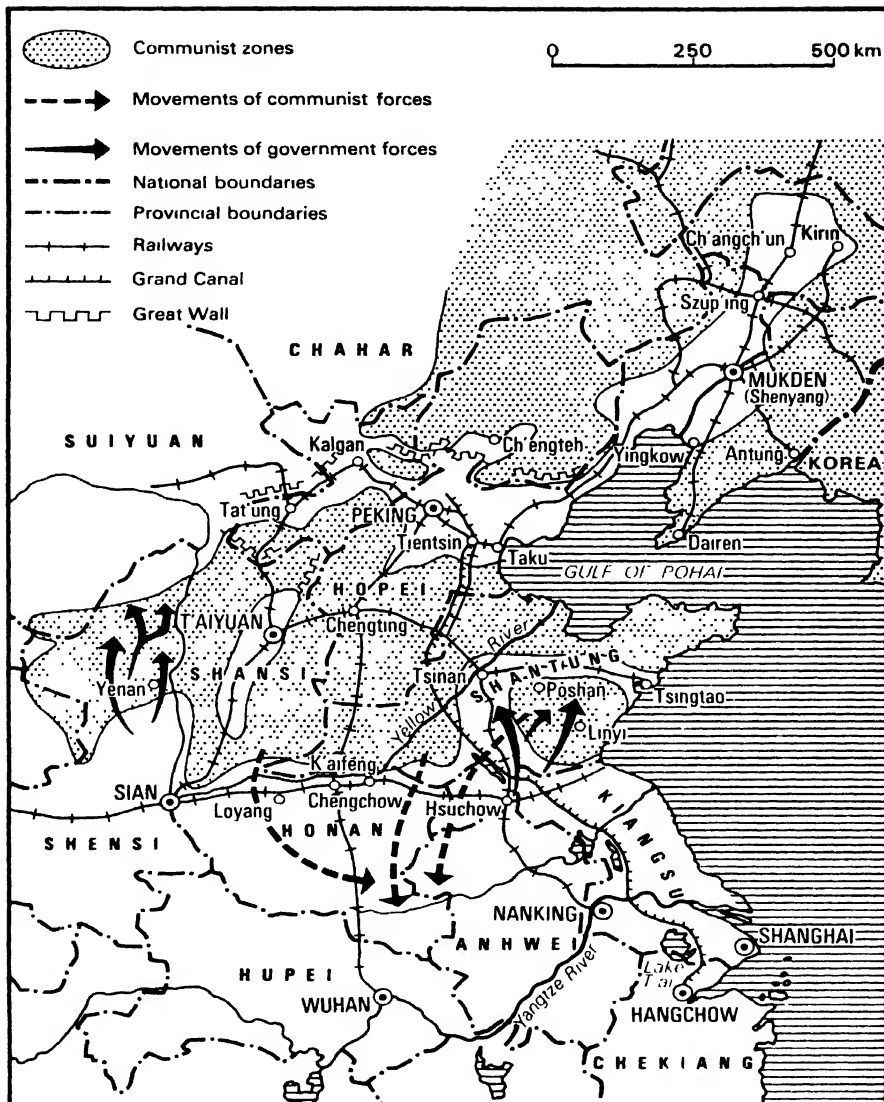 Communist zones
0 250 500 km
Movements of communist forces
Movements of government forces
National boundaries
Provincial boundaries
Railways
Grand Canal
Great Wall
Ch'angch'un
Kirin
Szup'ing
CHAHAR
MUKDEN
(Shenyang)
SUIYUAN
Kalgan
Ch'engteh
Yingkow
Antung
KOREA
Tat'ung
PEKING
Tientsin
Taku
Dairen
GULF OF POHAI
HOPEI
T'AIYUAN
Chengting
Yellow River
SHANSI
Tsinan
SHANTUNG
Yenan
Poshan
Tsingtao
Linyi
K'aifeng
SIAN
Loyang
Chengchow
Hsuchow
HONAN
SHENSI
KIANGSU
NANKING
ANHWEI
SHANGHAI
HUPEI
Lake
T'ai
WUHAN
Yangtze River
HANGCHOW
CHEKIANG